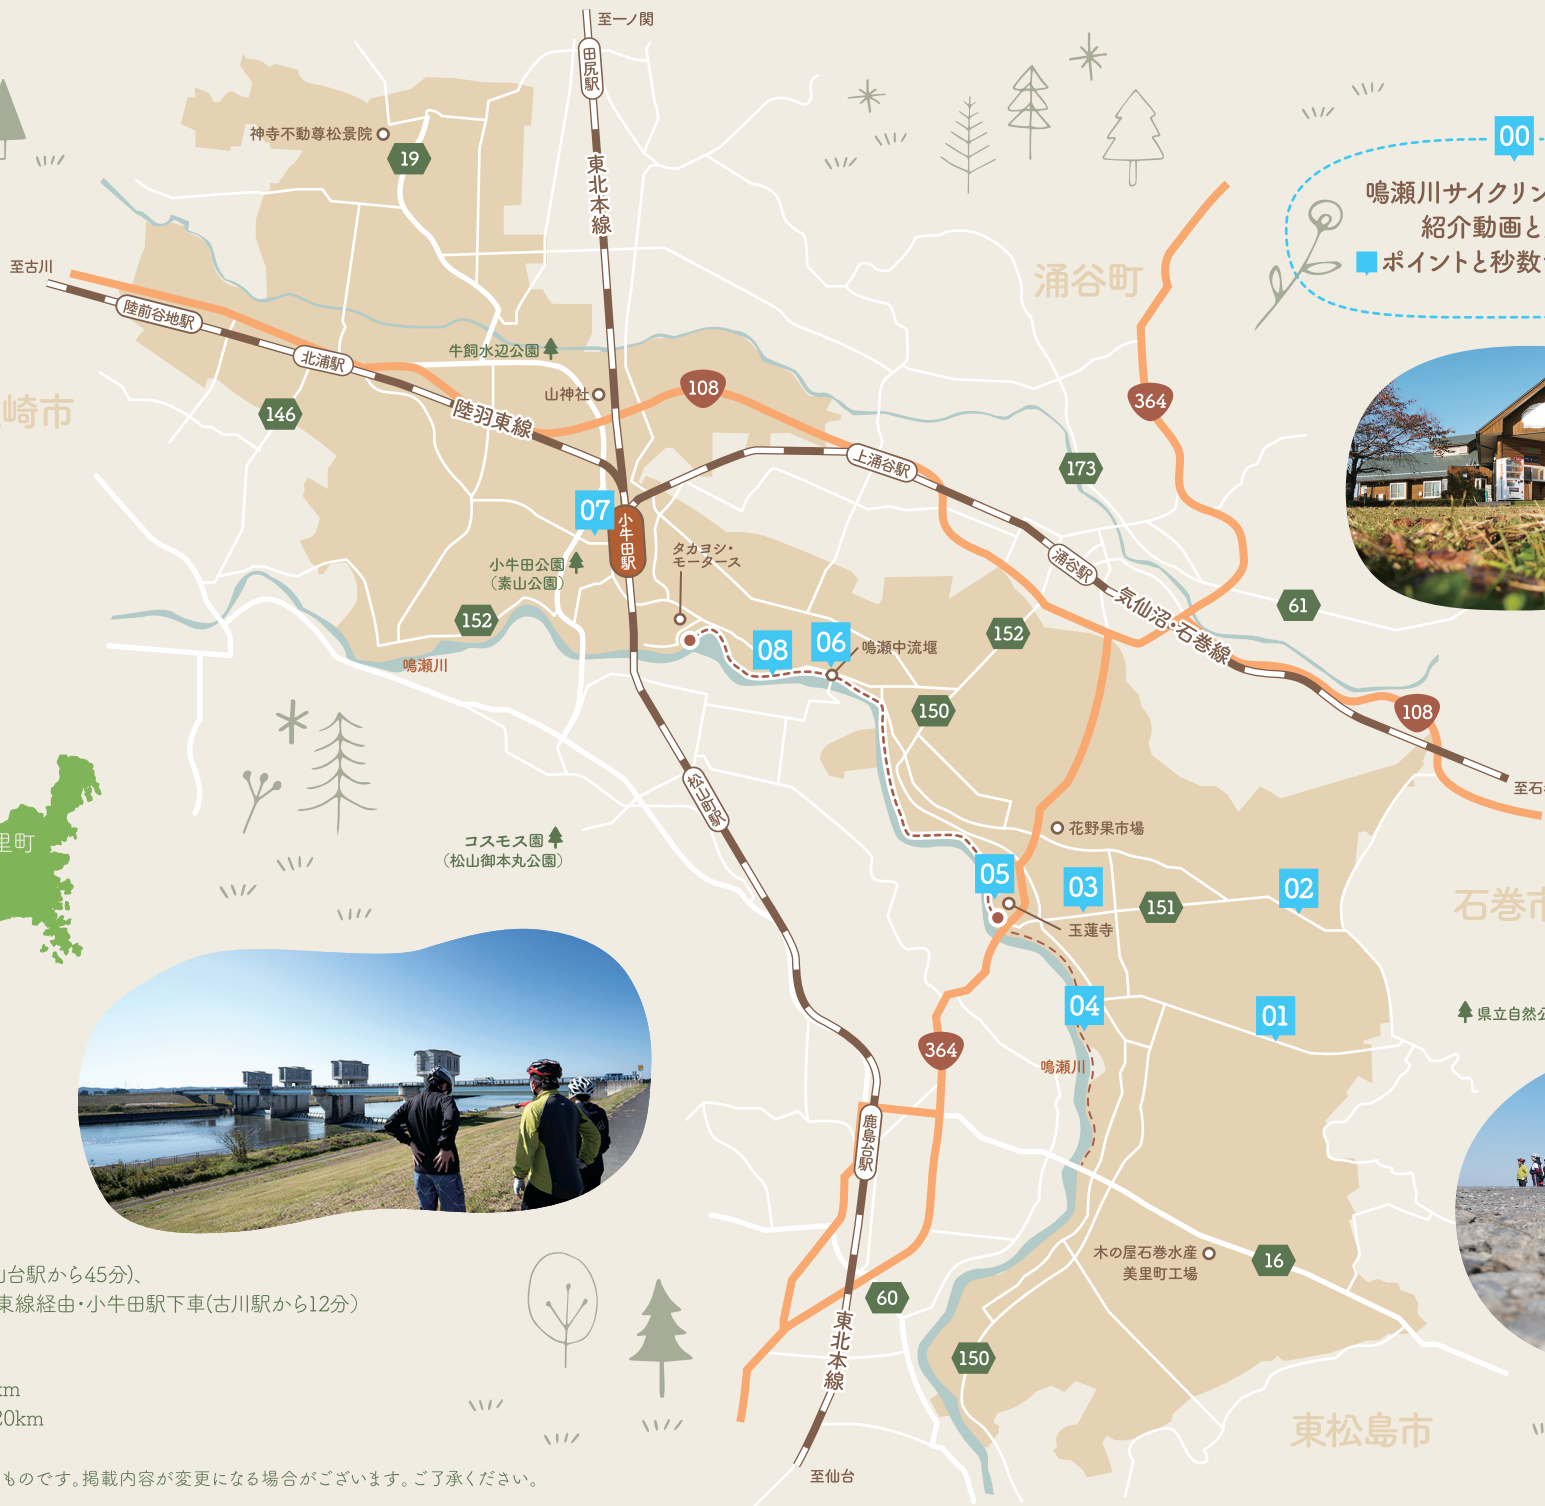 至一ノ関
田尻駅
東北本線
神寺不動尊松景院
19
00
鳴瀬川サイクリン
紹介動画と
ポイントと秒数
至古川
陸前谷地駅
北浦駅
涌谷町
牛飼水辺公園
山神社
108
364
崎市
146
陸羽東線
上涌谷駅
173
07
小牛田駅
タカヨシ・
モータース
小牛田公園
（素山公園）
涌谷駅
気仙沼・石巻線
61
152
152
08
06
鳴瀬中流堰
鳴瀬川
150
108
至石
松山町駅
里町
コスモス園
（松山御本丸公園）
花野果市場
05
03
02
151
石巻市
玉蓮寺
04
01
県立自然公
364
鳴瀬川
鹿島台駅
木の屋石巻水産
美里町工場
16
台駅から45分)、
東線経由・小牛田駅下車(古川駅から12分)
60
東北本線
150
km
20km
東松島市
至仙台
ものです。掲載内容が変更になる場合がございます。ご了承ください。